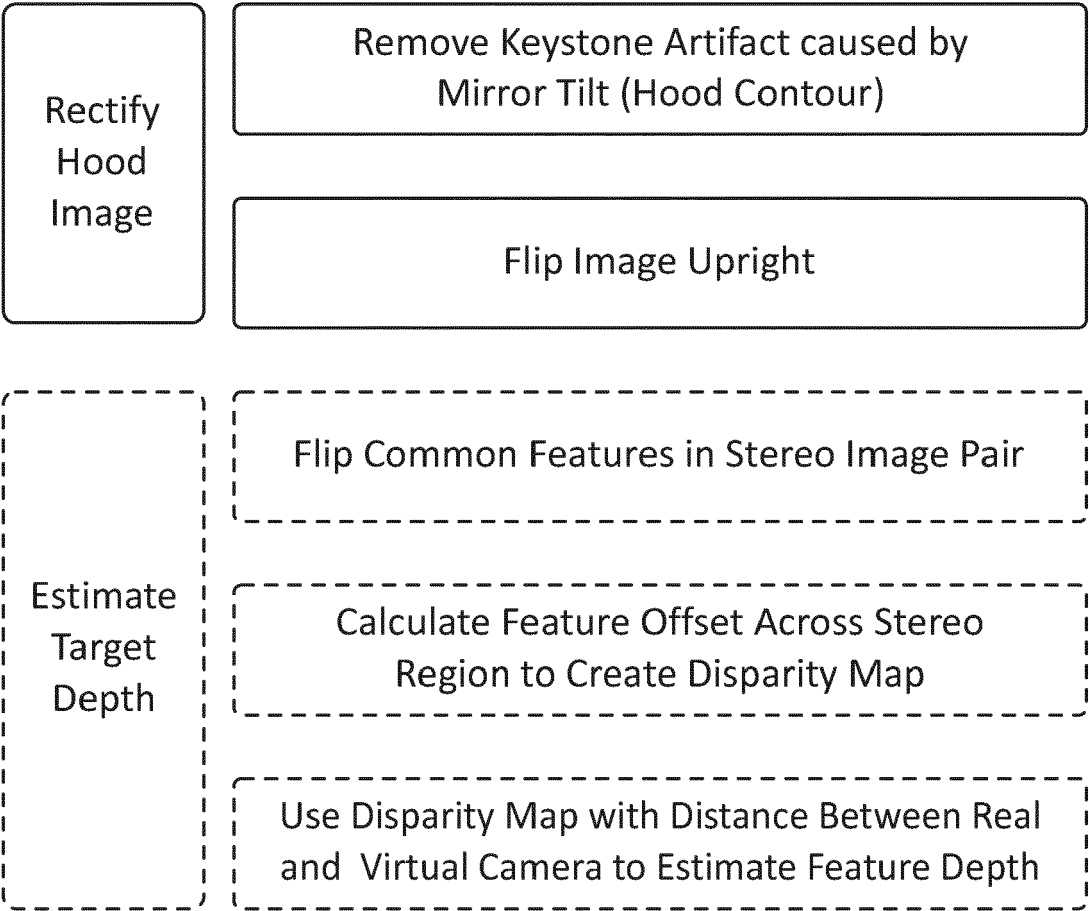 Rectify
Hood
Image
Remove Keystone Artifact caused by
Mirror Tilt (Hood Contour)
Flip Image Upright
Estimate
Target
Depth
Flip Common Features in Stereo Image Pair
Calculate Feature Offset Across Stereo
Region to Create Disparity Map
Use Disparity Map with Distance Between Real
and Virtual Camera to Estimate Feature Depth